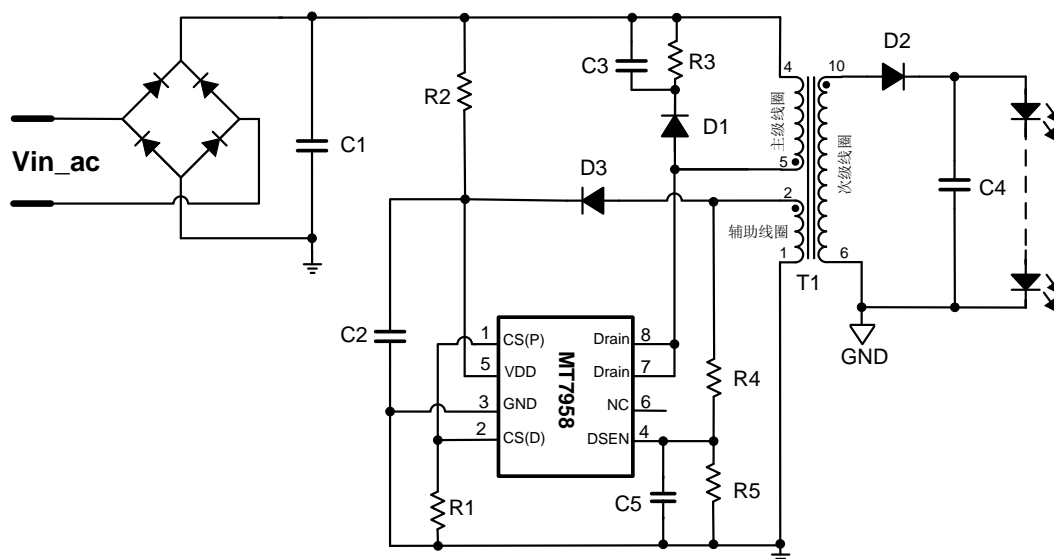 D2
C3
R3
4
10
R2
主级线圈
次级线圈
C1
D1
Vin_ac
5
D3
2
C4
辅助线圈
1
6
T1
C2
GND
1
CS(P)
Drain
8
5
VDD
Drain
7
R4
MT7958
3
GND
NC
6
2
CS(D)
DSEN
4
R1
C5
R5